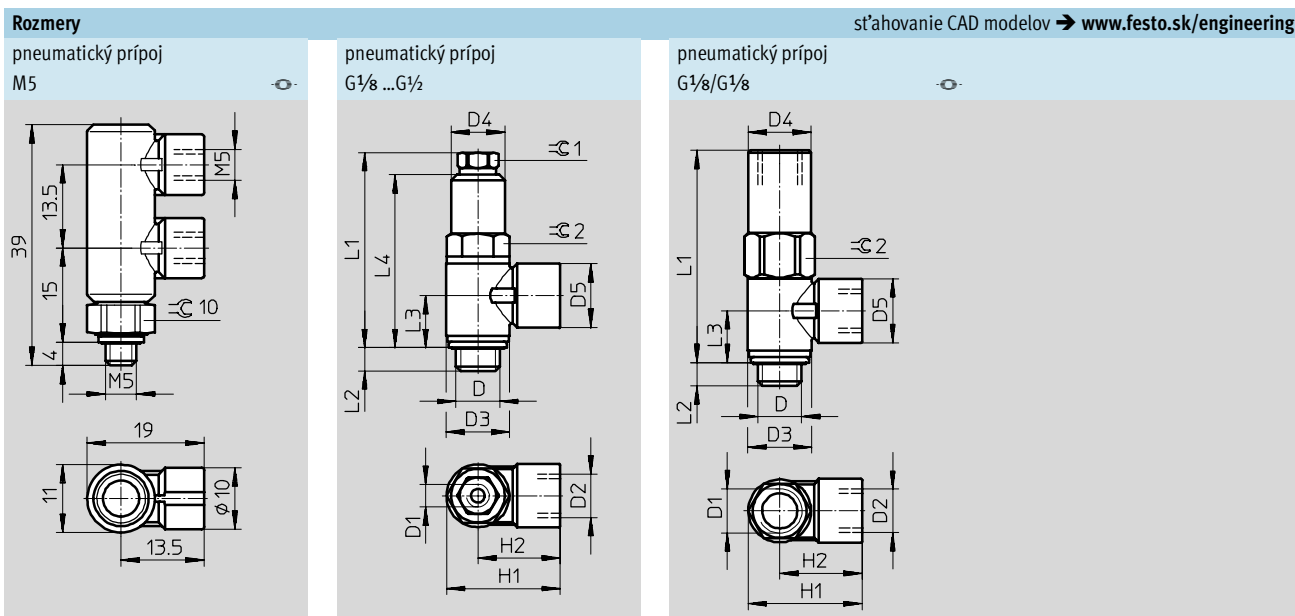 Rozmery
sťahovanie CAD modelov ➔ www.festo.sk/engineering
pneumatický prípoj
M5
39
13.5
15
4
M5
M5
10
19
11
ø10
13.5
pneumatický prípoj
G⅛ ...G½
D4
1
2
L1
L4
L3
L2
D5
D
D3
D1
D2
H2
H1
pneumatický prípoj
G⅛/G⅛
D4
2
L1
L3
L2
D5
D
D3
D1
D2
H2
H1